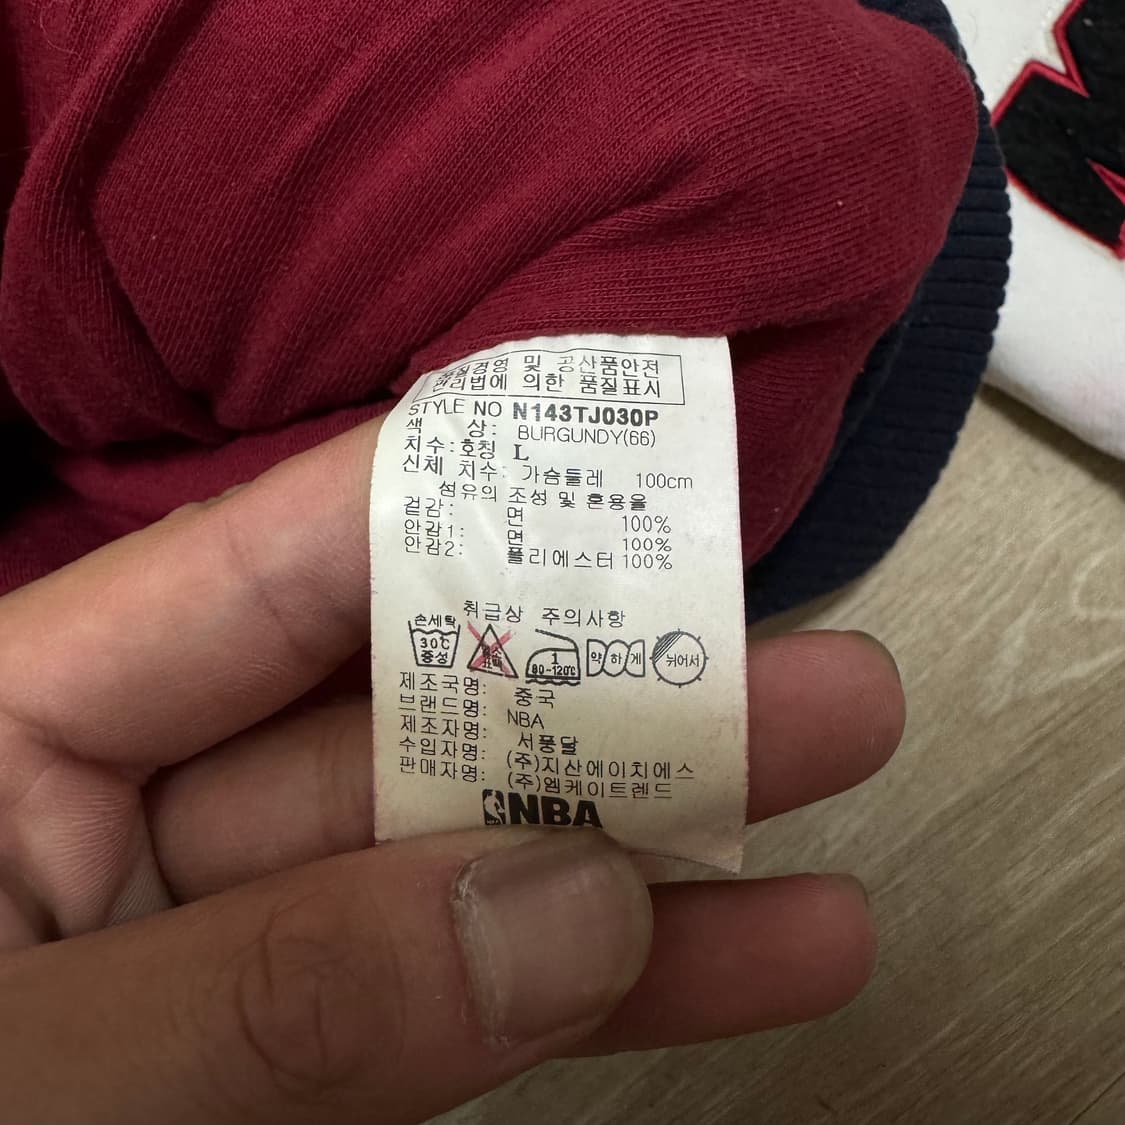 품질경영 및 공산품안전
관리법에 의한 품질표시
STYLE NO N143TJ030P
색 상: BURGUNDY(66)
치수:호칭 L
신체 치수: 가슴둘레 100cm
섬유의 조성 및 혼용율
겉감: 면 100%
안감1: 면 100%
안감2: 폴리에스터 100%
취급상 주의사항
손세탁
30℃
중성
염소
표백
1
80-120℃
약하게
뉘어서
제조국명: 중국
브랜드명: NBA
제조자명: 서풍달
수입자명: (주)지산에이치에스
판매자명: (주)엠케이트렌드
NBA